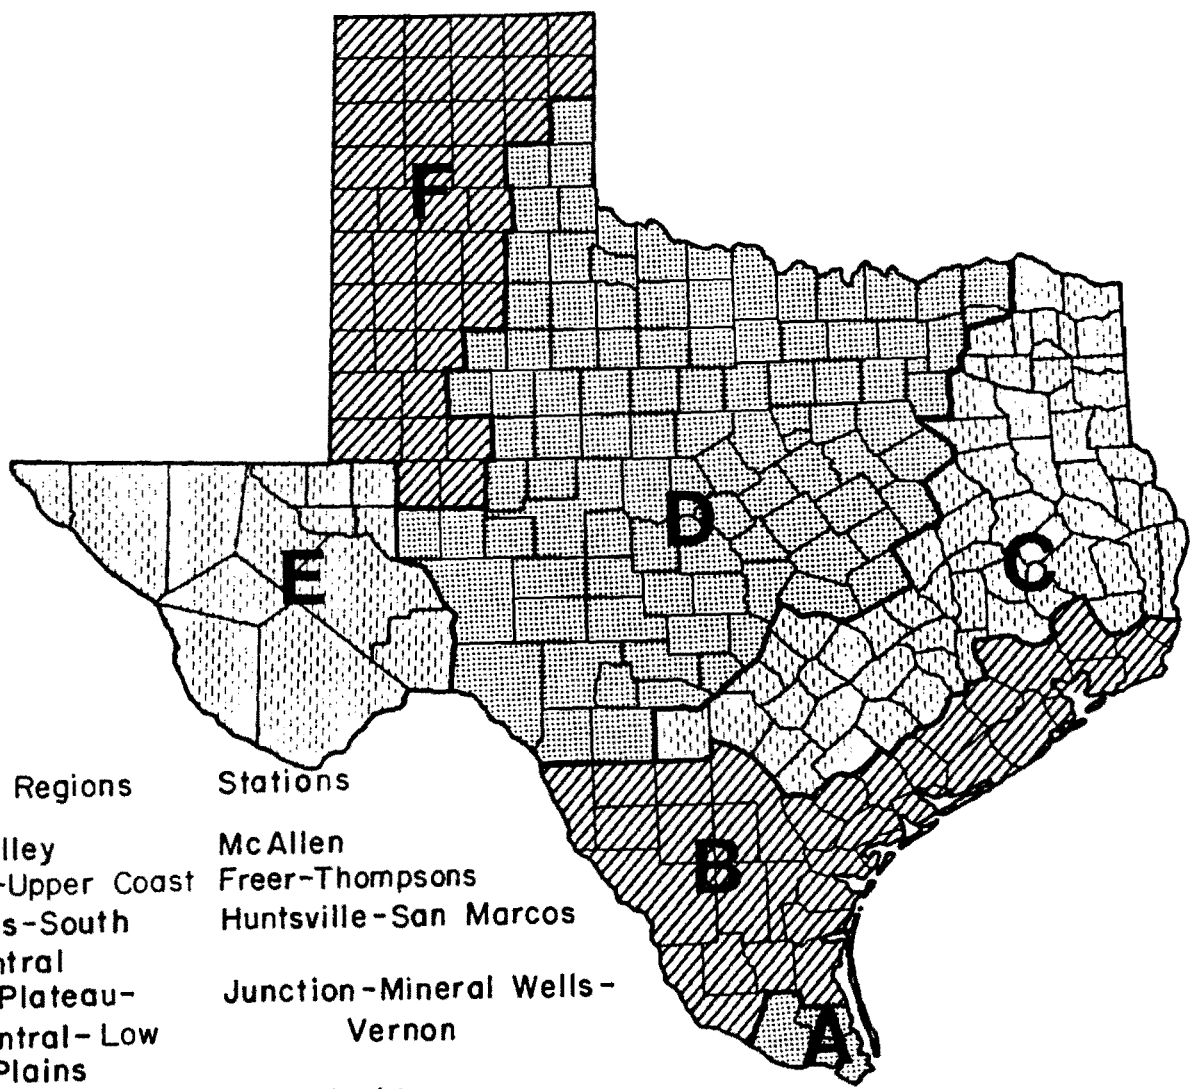 F
D
E
C
Regions Stations
B
lley McAllen
-Upper Coast Freer-Thompsons
s-South Huntsville-San Marcos
ntral
Plateau- Junction-Mineral Wells-
ntral-Low Vernon
Plains
A